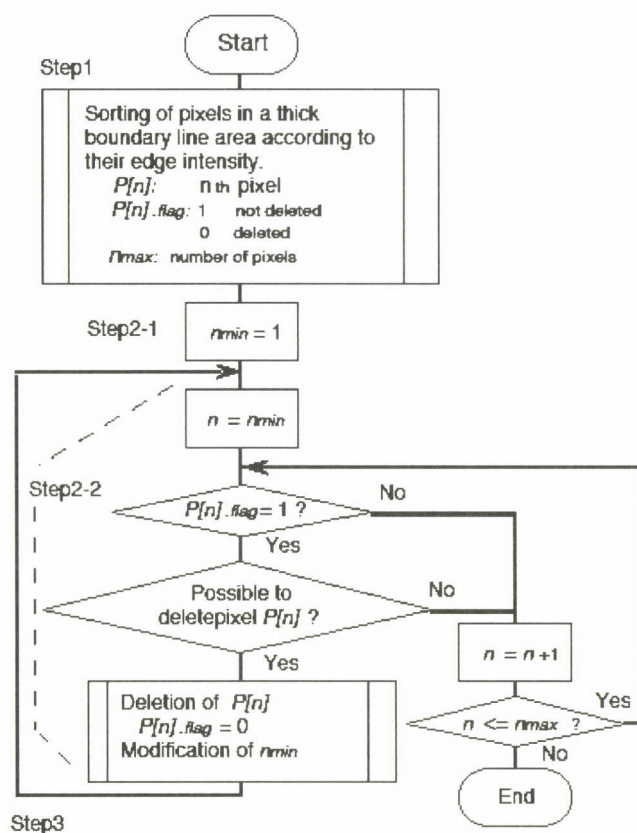 Start
Step1
Sorting of pixels in a thick
boundary line area according to
their edge intensity.
P[n]: n th pixel
P[n].flag: 1 not deleted
0 deleted
nmax: number of pixels
Step2-1
nmin = 1
n = nmin
Step2-2
P[n].flag = 1 ?
No
Yes
Possible to
deletepixel P[n] ?
No
Yes
n = n+1
Deletion of P[n]
P[n].flag = 0
Modification of nmin
n <= nmax ?
Yes
No
End
Step3